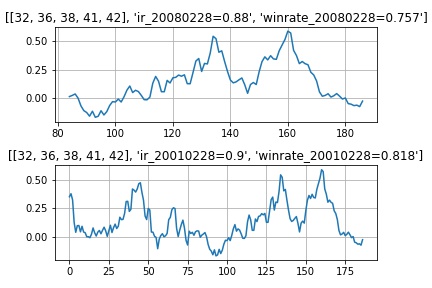 [[32, 36, 38, 41, 42], 'ir_20080228=0.88', 'winrate_20080228=0.757']
0.50
0.25
0.00
80 100 120 140 160 180
[[32, 36, 38, 41, 42], 'ir_20010228=0.9', 'winrate_20010228=0.818']
0.50
0.25
0.00
0 25 50 75 100 125 150 175